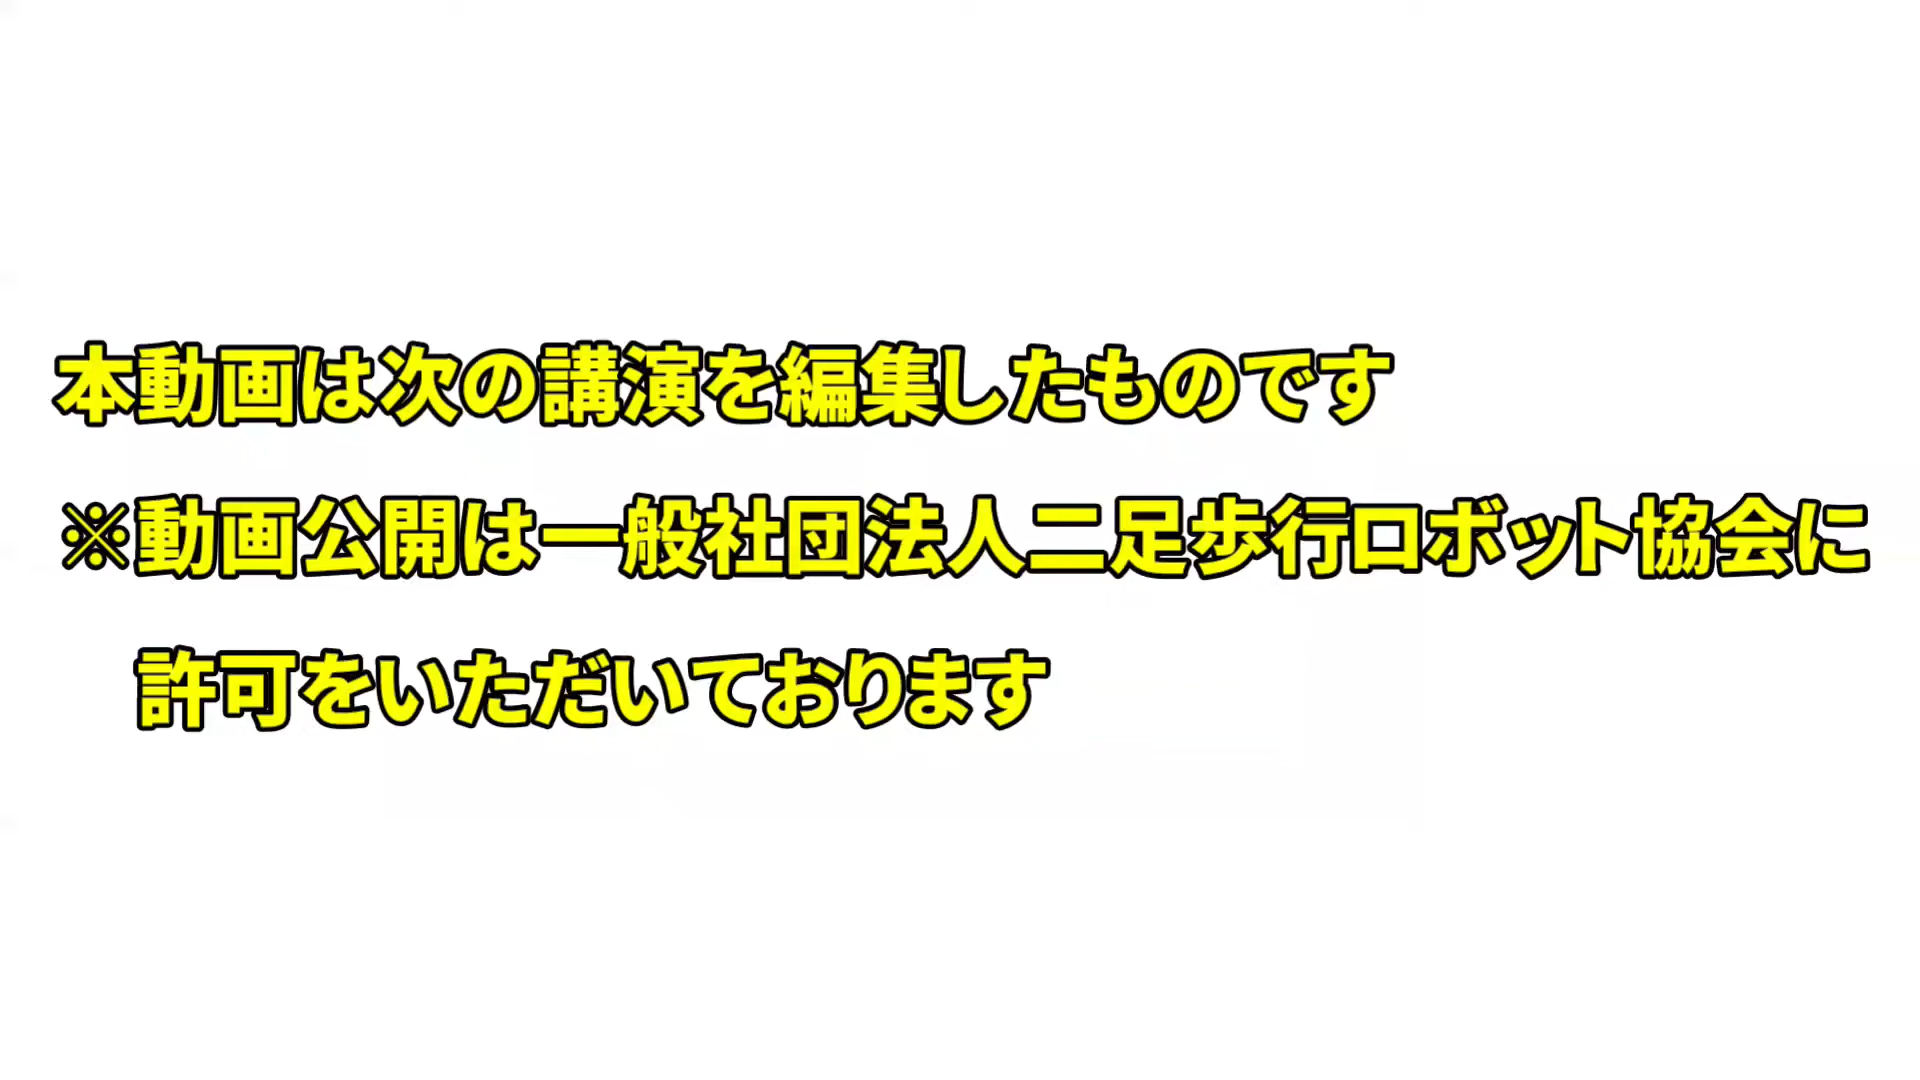 本動画は次の講演を編集したものです
※動画公開は一般社団法人二足歩行ロボット協会に
許可をいただいております